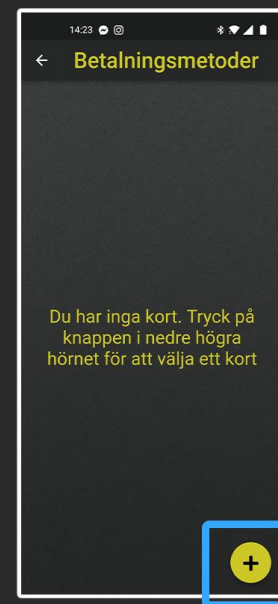 14:23
Betalningsmetoder
Du har inga kort. Tryck på
knappen i nedre högra
hörnet för att välja ett kort
+